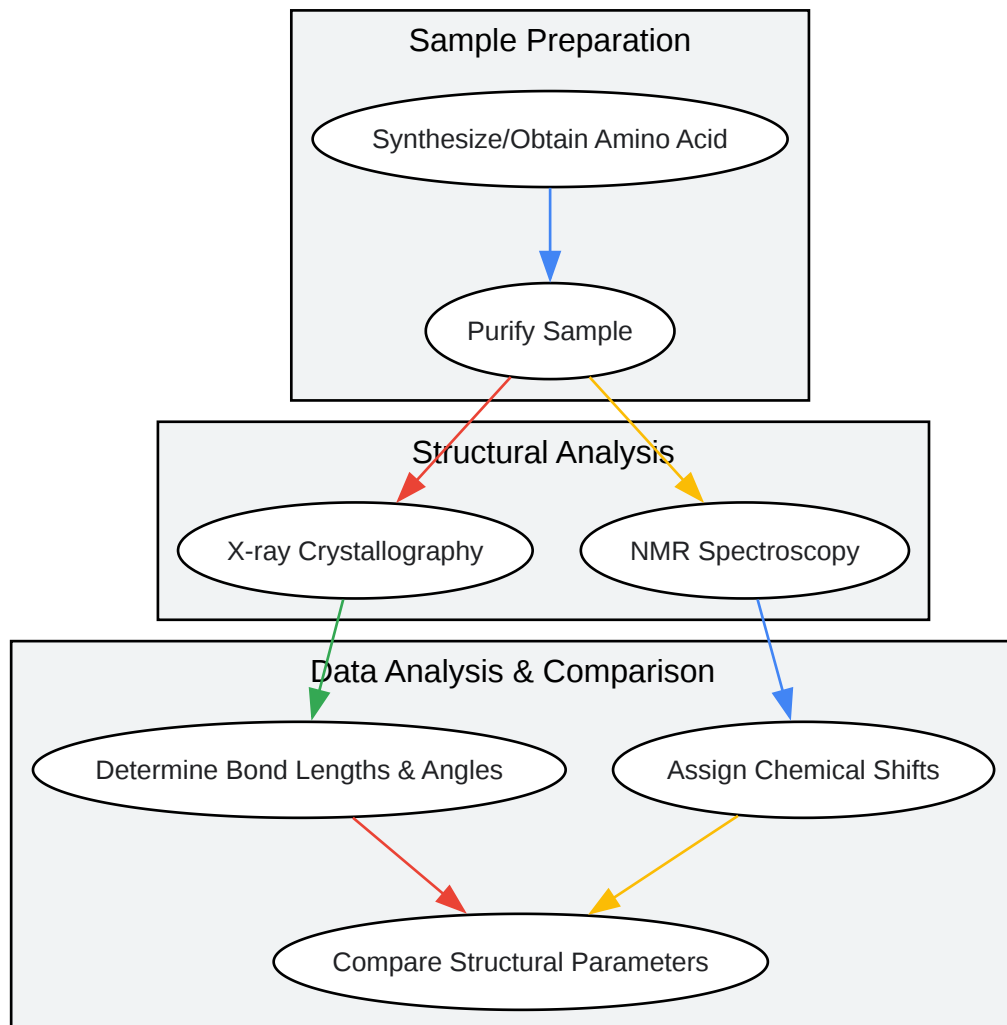 Sample Preparation
Synthesize/Obtain Amino Acid
Purify Sample
Structural Analysis
X-ray Crystallography
NMR Spectroscopy
Data Analysis & Comparison
Determine Bond Lengths & Angles
Assign Chemical Shifts
Compare Structural Parameters